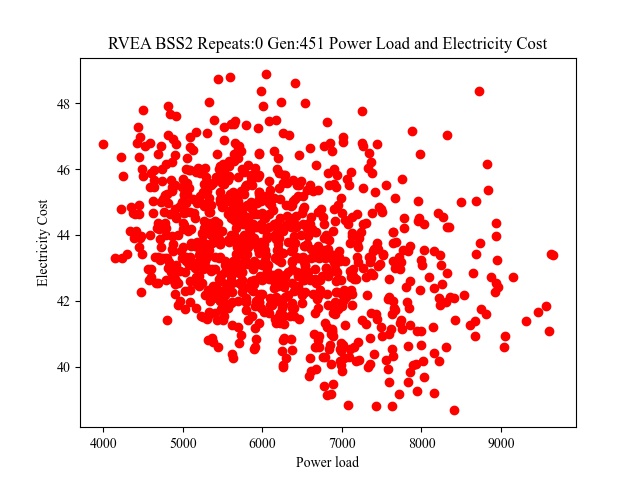 RVEA BSS2 Repeats:0 Gen:451 Power Load and Electricity Cost
48
46
44
42
40
Electricity Cost
4000 5000 6000 7000 8000 9000
Power load